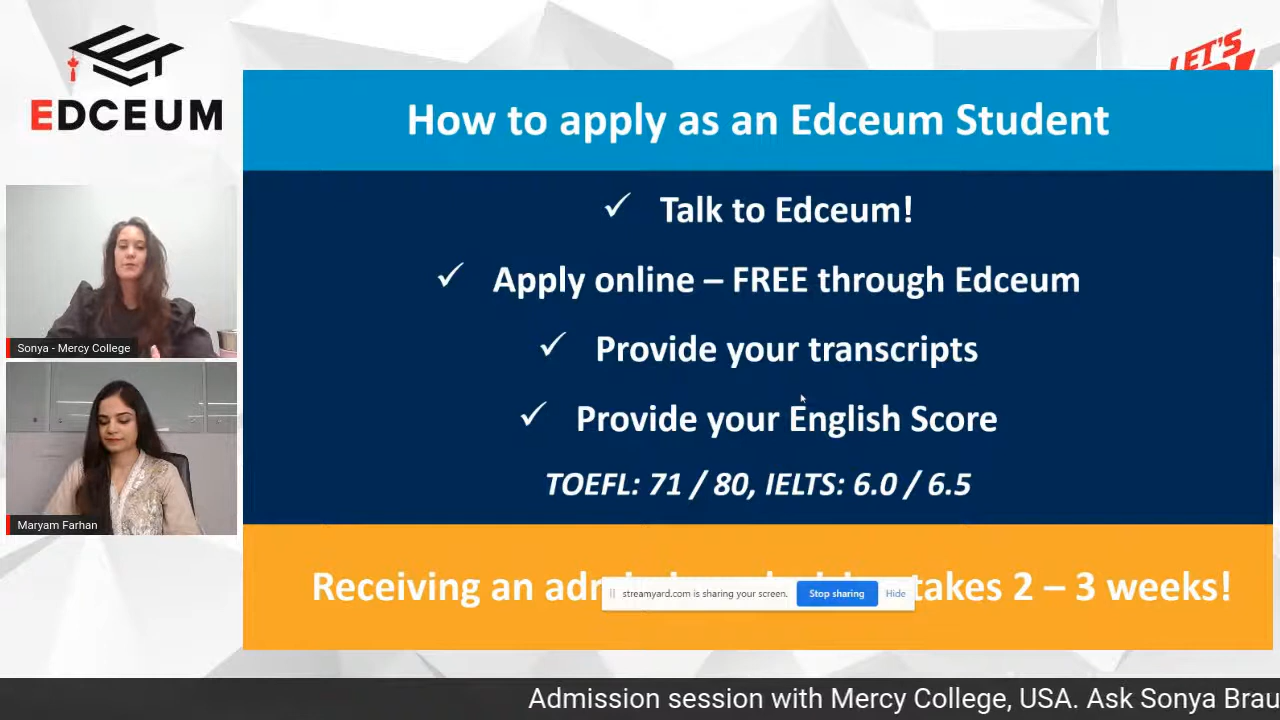 EDCEUM
LET'S
How to apply as an Edceum Student
✓ Talk to Edceum!
✓ Apply online – FREE through Edceum
✓ Provide your transcripts
✓ Provide your English Score
TOEFL: 71 / 80, IELTS: 6.0 / 6.5
Sonya - Mercy College
Maryam Farhan
Receiving an takes 2 – 3 weeks!
streamyard.com is sharing your screen. Stop sharing Hide
Admission session with Mercy College, USA. Ask Sonya Brau